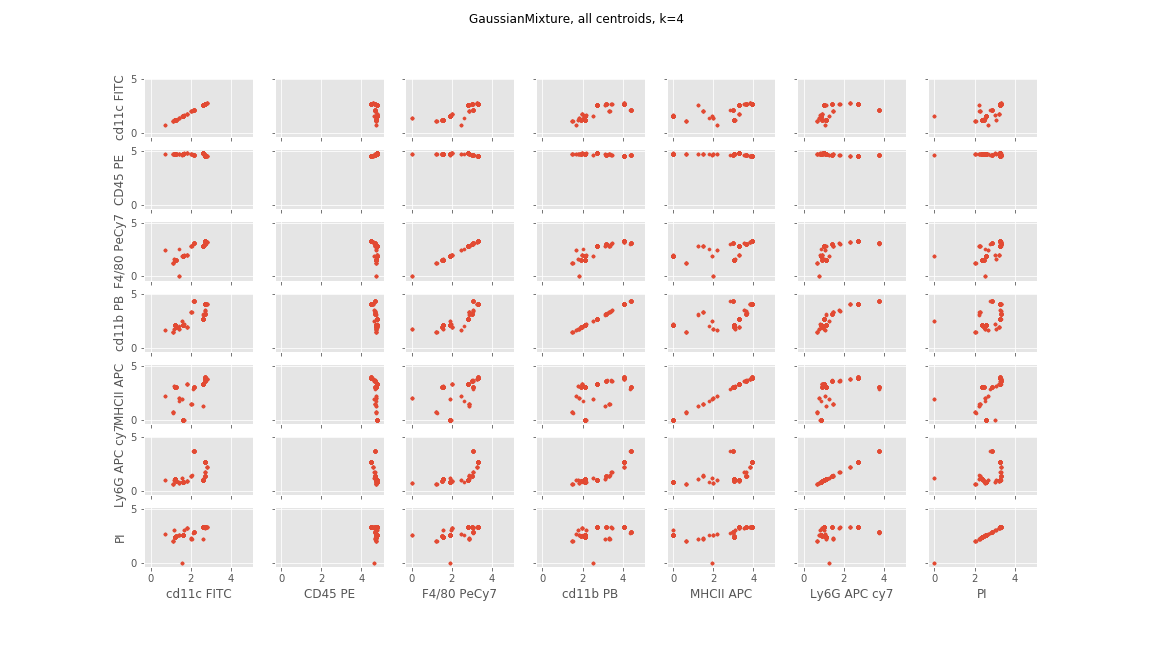 GaussianMixture, all centroids, k=4
cd11c FITC
5
0
CD45 PE
5
0
F4/80 PeCy7
5
0
cd11b PB
5
0
MHCII APC
5
0
Ly6G APC cy7
5
0
PI
5
0
0 2 4 0 2 4 0 2 4 0 2 4 0 2 4 0 2 4 0 2 4
cd11c FITC CD45 PE F4/80 PeCy7 cd11b PB MHCII APC Ly6G APC cy7 PI